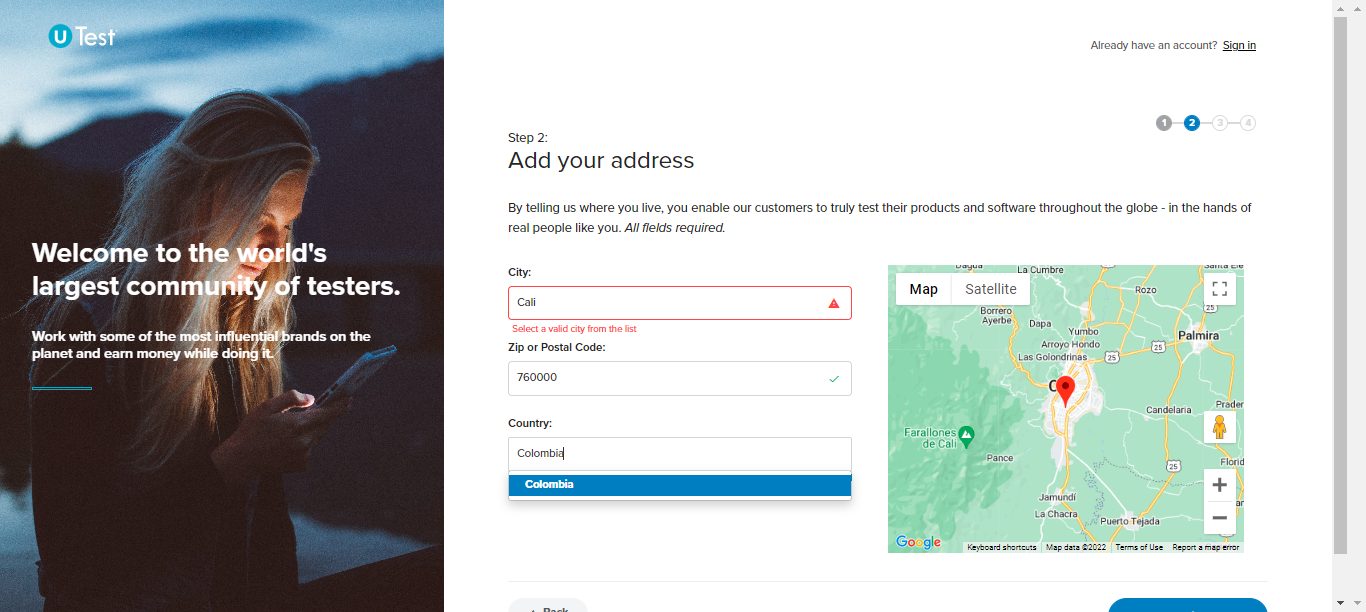 U Test
Welcome to the world's
largest community of testers.
Work with some of the most influential brands on the
planet and earn money while doing it.
Already have an account? Sign in
1 2 3 4
Step 2:
Add your address
By telling us where you live, you enable our customers to truly test their products and software throughout the globe - in the hands of
real people like you. All fields required.
City:
Cali
Select a valid city from the list
Zip or Postal Code:
760000
Country:
Colombia
Colombia
Dagua
La Cumbre
Map Satellite
Rozo
Borrero
Ayerbe
Dapa
25
Yumbo
Palmira
Arroyo Hondo
25
Las Golondrinas
25
C
Candelaria
Farallones
de Cali
Pance
25
Jamundí
La Chacra
Puerto Tejada
Google
Keyboard shortcuts Map data ©2022 Terms of Use Report a map error
Back